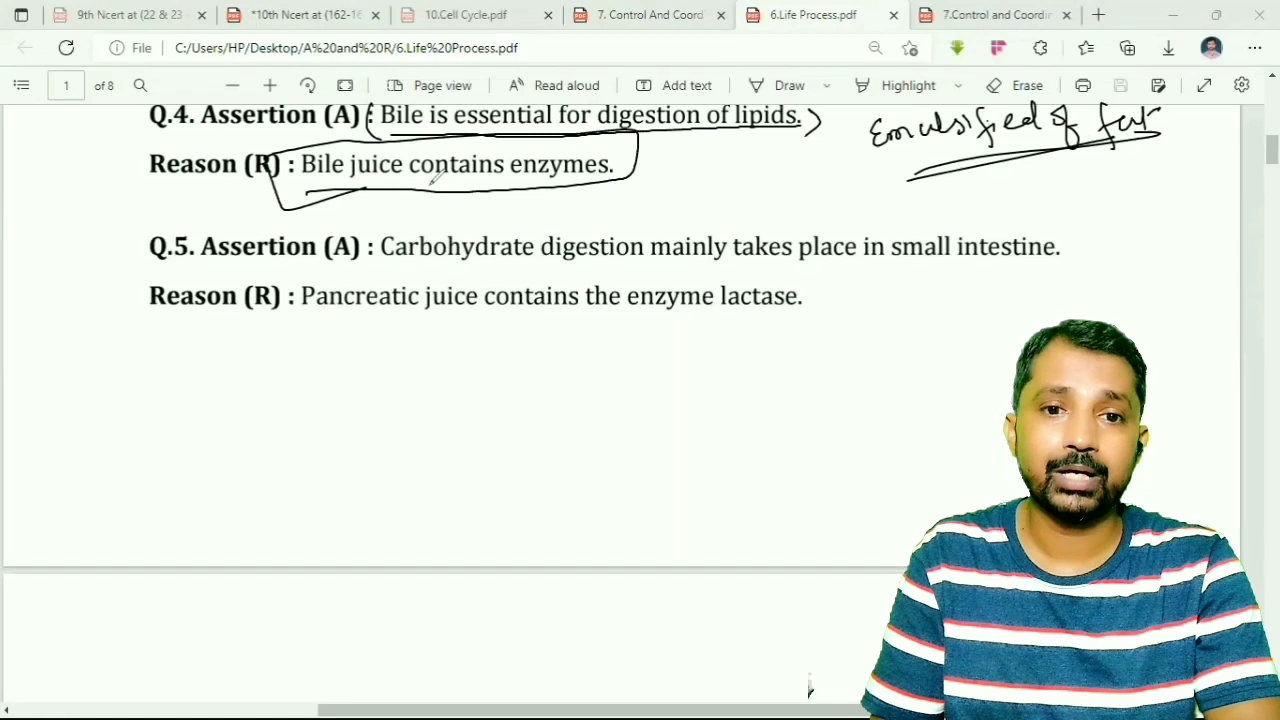 9th Ncert at (22 & 23
*10th Ncert at (162-16
10.Cell Cycle.pdf
7. Control And Coord
6.Life Process.pdf
7.Control and Coordin
File C:/Users/HP/Desktop/A%20and%20R/6.Life%20Process.pdf
1 of 8 Page view Read aloud Add text Draw Highlight Erase
Q.4. Assertion (A) : Bile is essential for digestion of lipids.
Emulsified of fat
Reason (R) : Bile juice contains enzymes.
Q.5. Assertion (A) : Carbohydrate digestion mainly takes place in small intestine.
Reason (R) : Pancreatic juice contains the enzyme lactase.